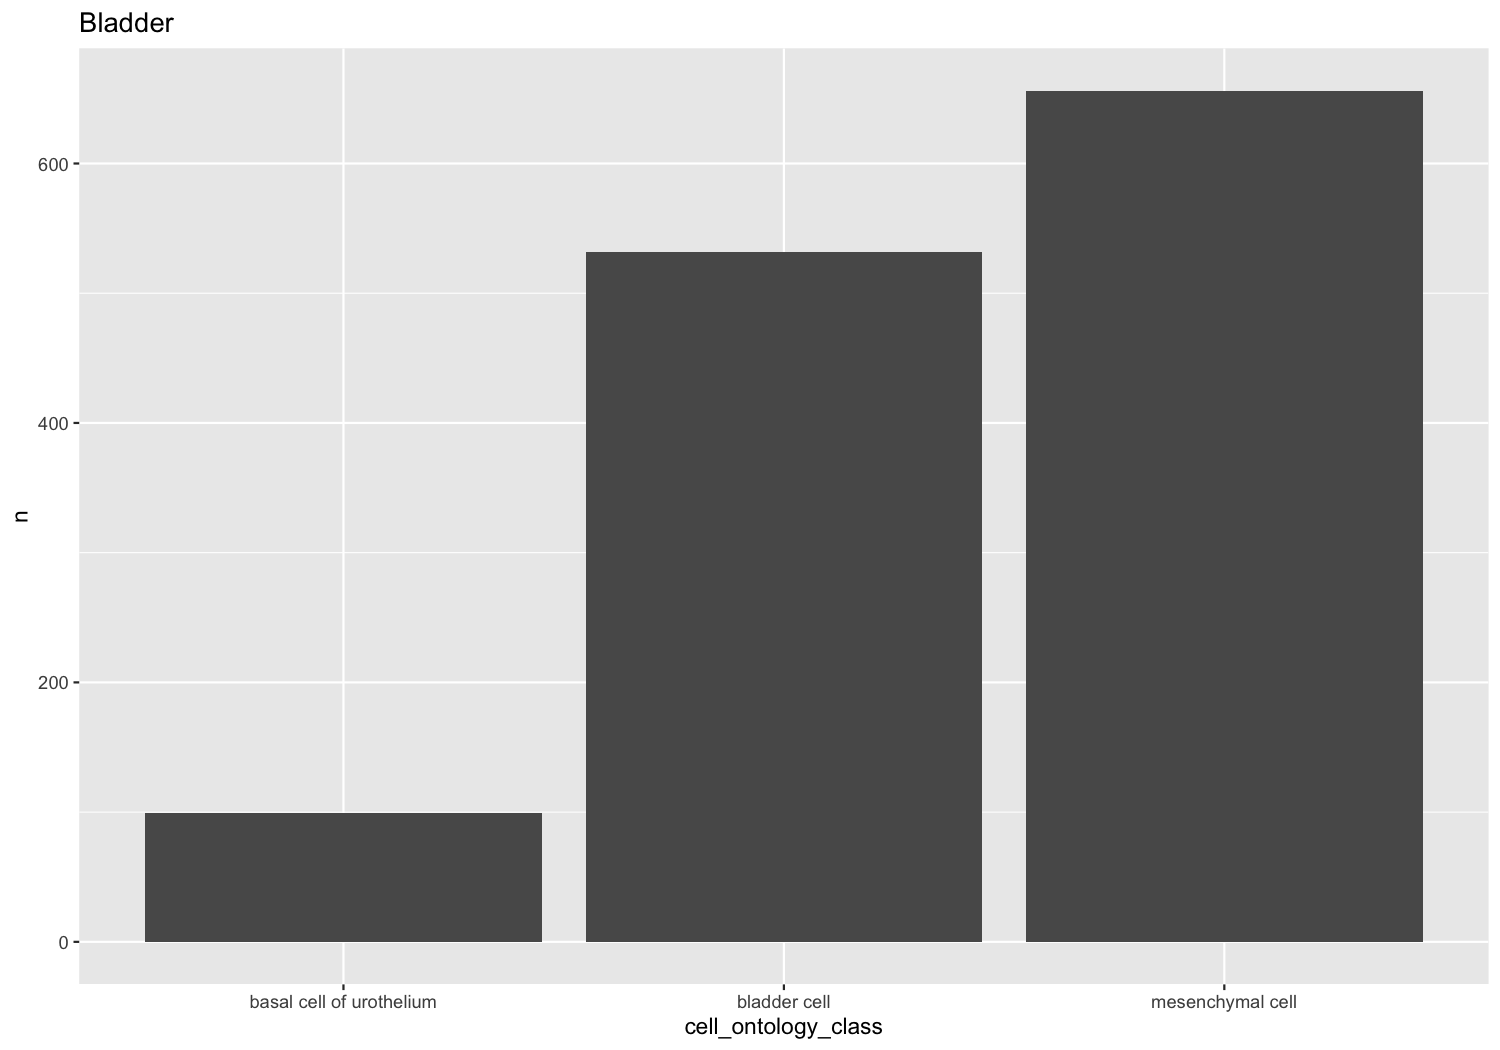 Bladder
600
400
200
0
n
basal cell of urothelium
bladder cell
mesenchymal cell
cell_ontology_class